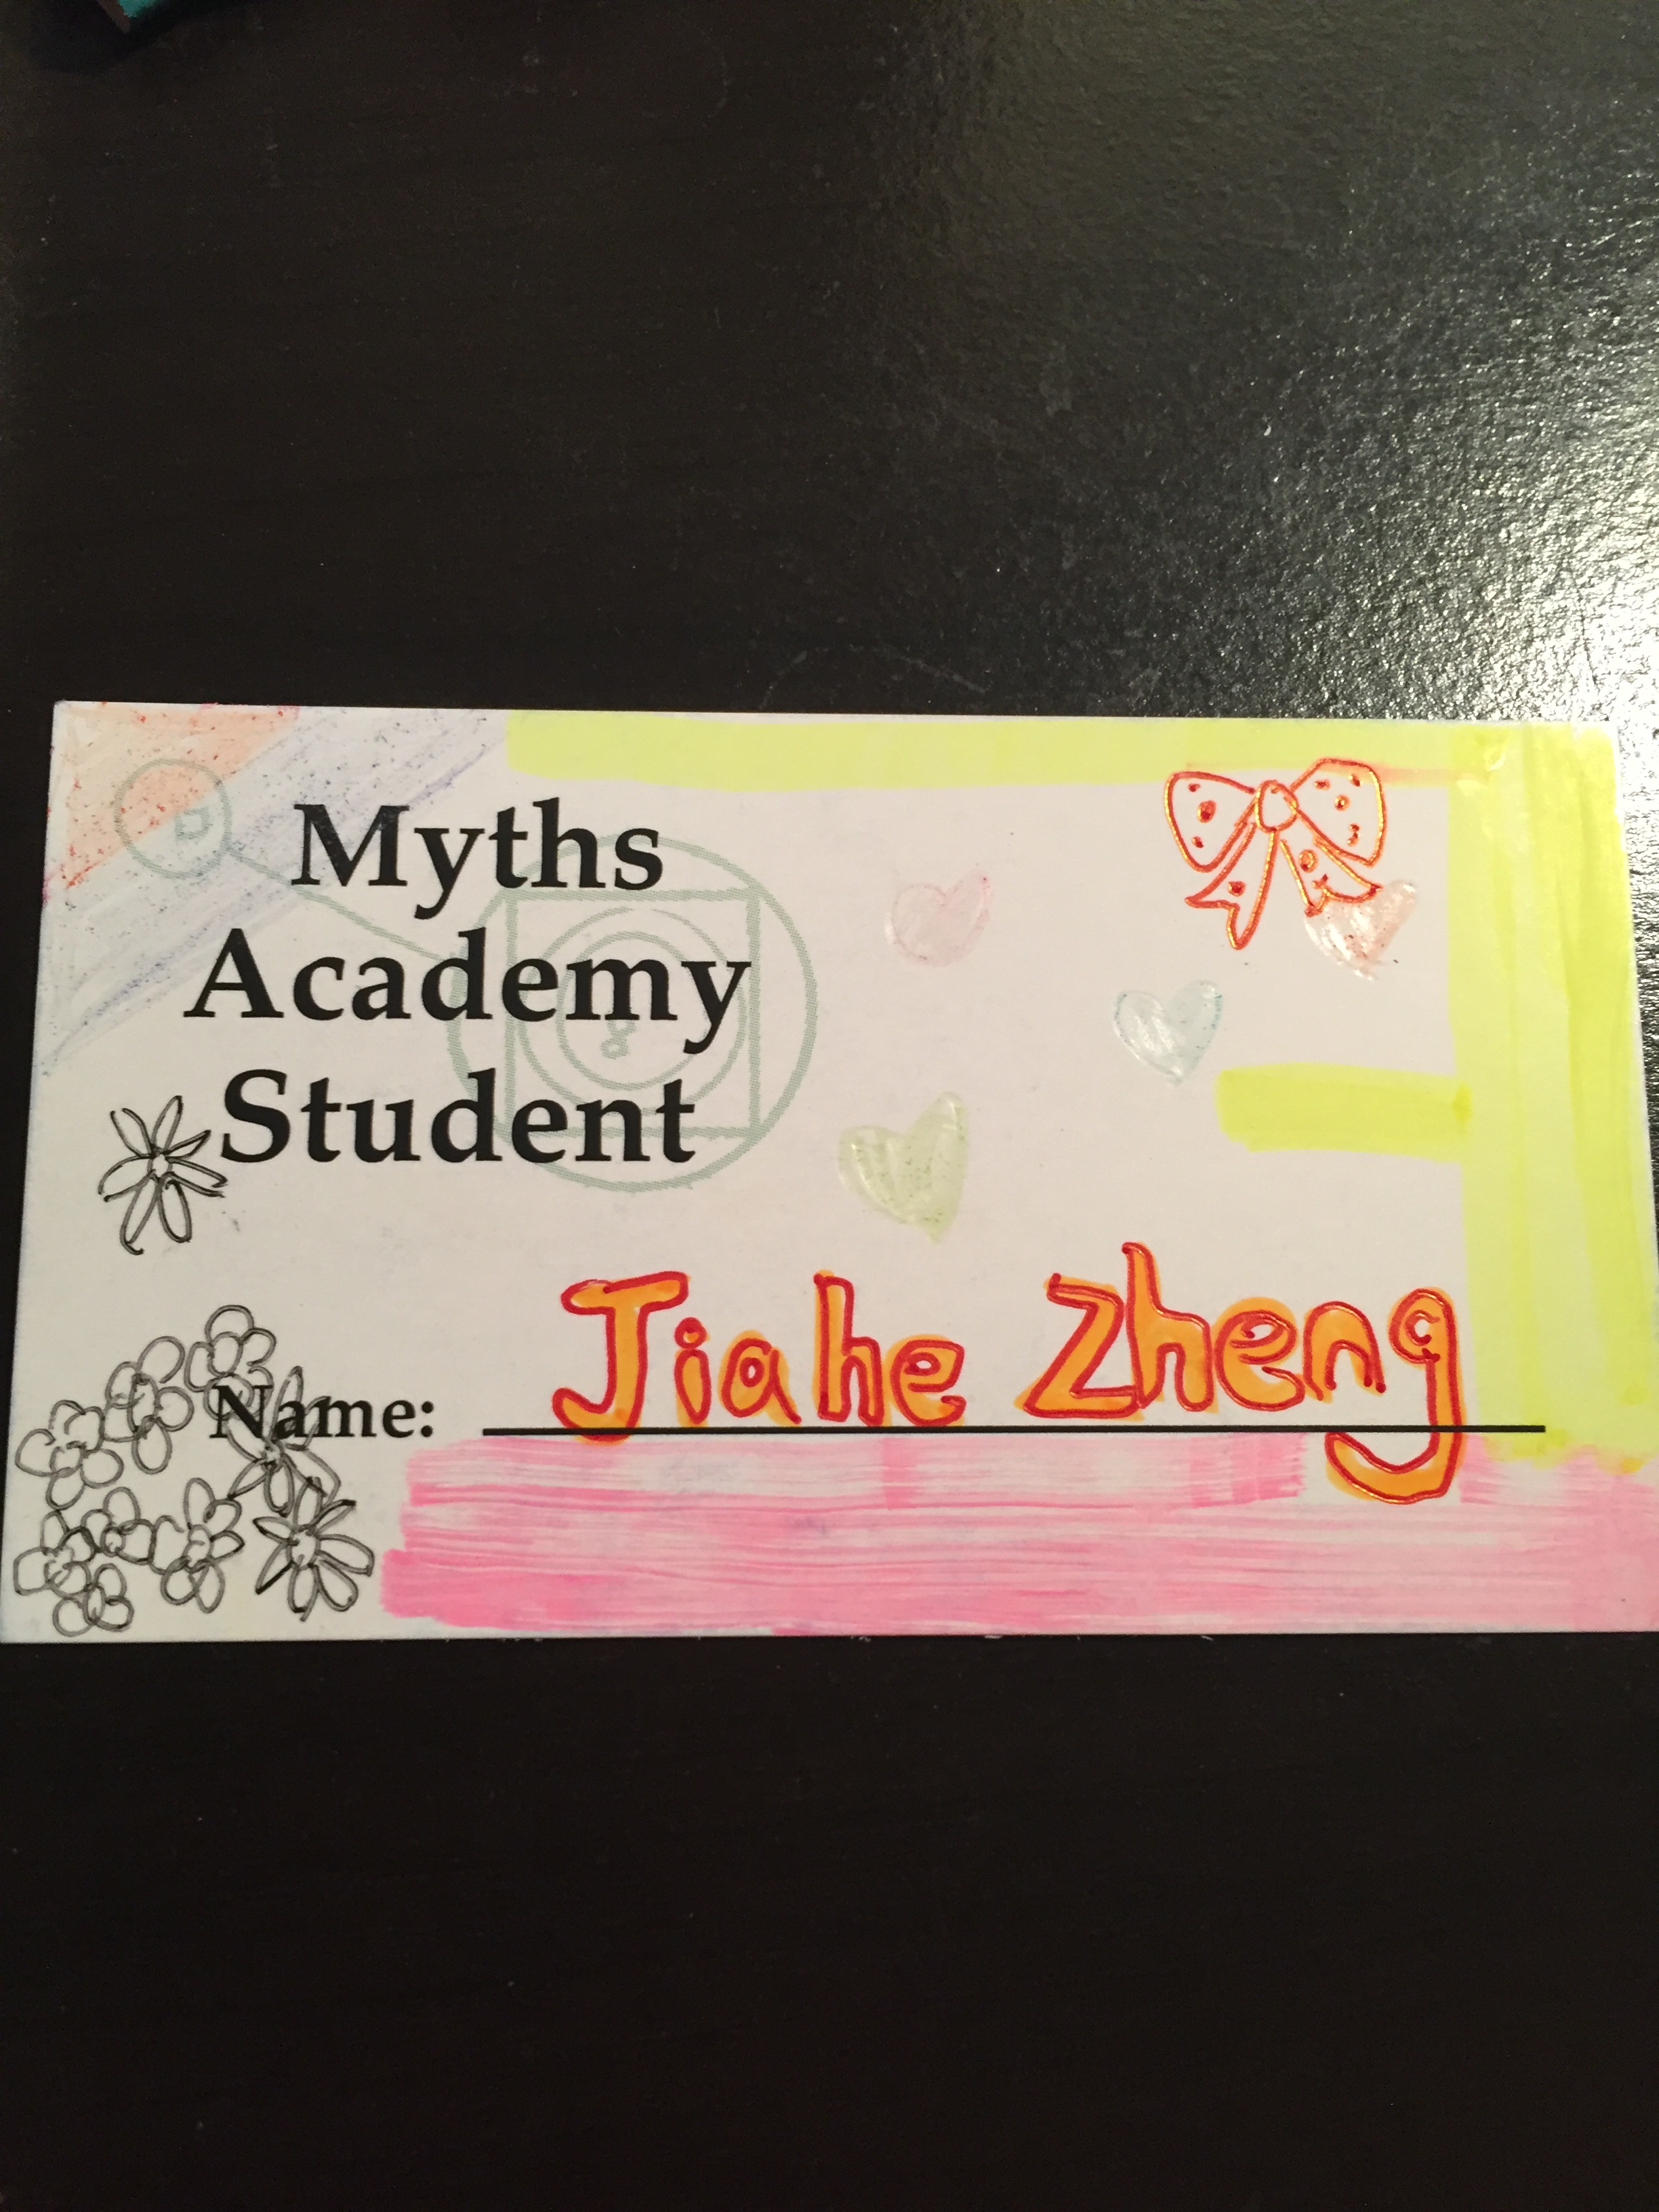 Myths
Academy
Student
Name: Jiahe Zheng